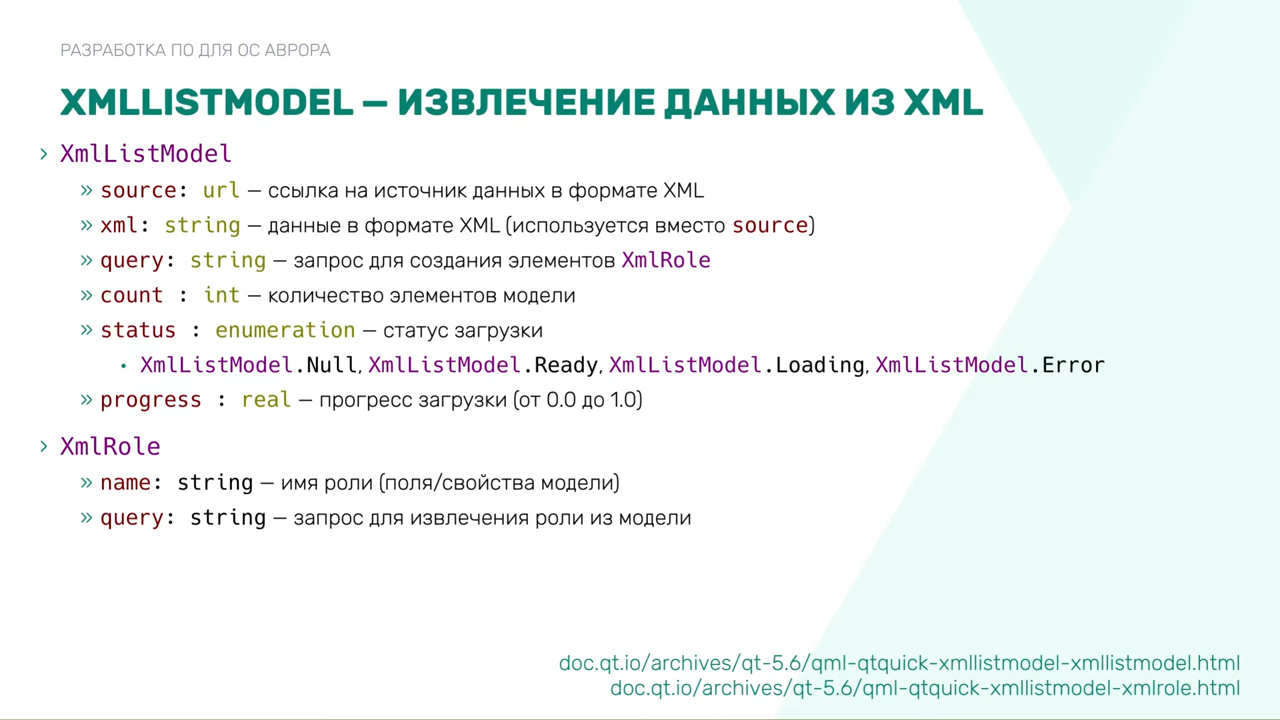 РАЗРАБОТКА ПО ДЛЯ ОС АВРОРА
XMLLISTMODEL — ИЗВЛЕЧЕНИЕ ДАННЫХ ИЗ XML
› XmlListModel
» source: url — ссылка на источник данных в формате XML
» xml: string — данные в формате XML (используется вместо source)
» query: string — запрос для создания элементов XmlRole
» count : int — количество элементов модели
» status : enumeration — статус загрузки
• XmlListModel.Null, XmlListModel.Ready, XmlListModel.Loading, XmlListModel.Error
» progress : real — прогресс загрузки (от 0.0 до 1.0)
› XmlRole
» name: string — имя роли (поля/свойства модели)
» query: string — запрос для извлечения роли из модели
doc.qt.io/archives/qt-5.6/qml-qtquick-xmllistmodel-xmllistmodel.html
doc.qt.io/archives/qt-5.6/qml-qtquick-xmllistmodel-xmlrole.html